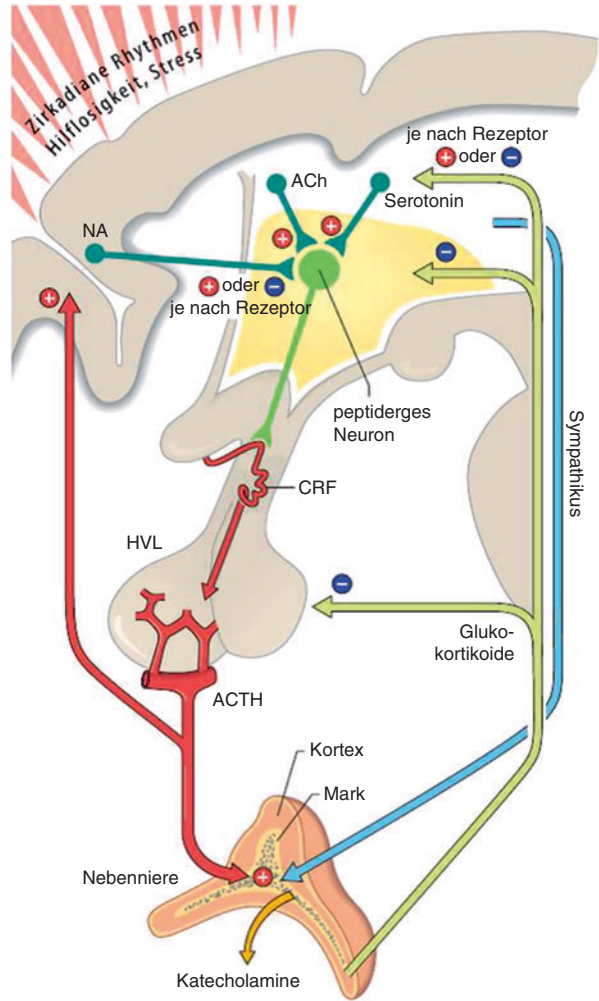 Zirkadiane Rhythmen
Hilflosigkeit, Stress
je nach Rezeptor
+ oder −
ACh
Serotonin
NA
+
+
−
+
+ oder −
je nach Rezeptor
peptiderges
Neuron
Sympathikus
CRF
HVL
−
Gluko-
kortikoide
ACTH
Kortex
Mark
Nebenniere
+
Katecholamine